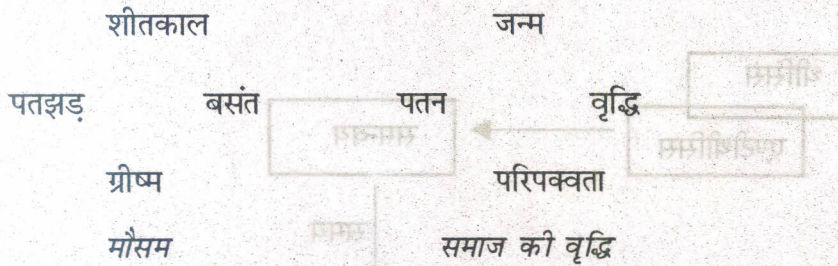 शीतकाल जन्म
पतझड़ बसंत पतन वृद्धि
ग्रीष्म परिपक्वता
मौसम समाज की वृद्धि